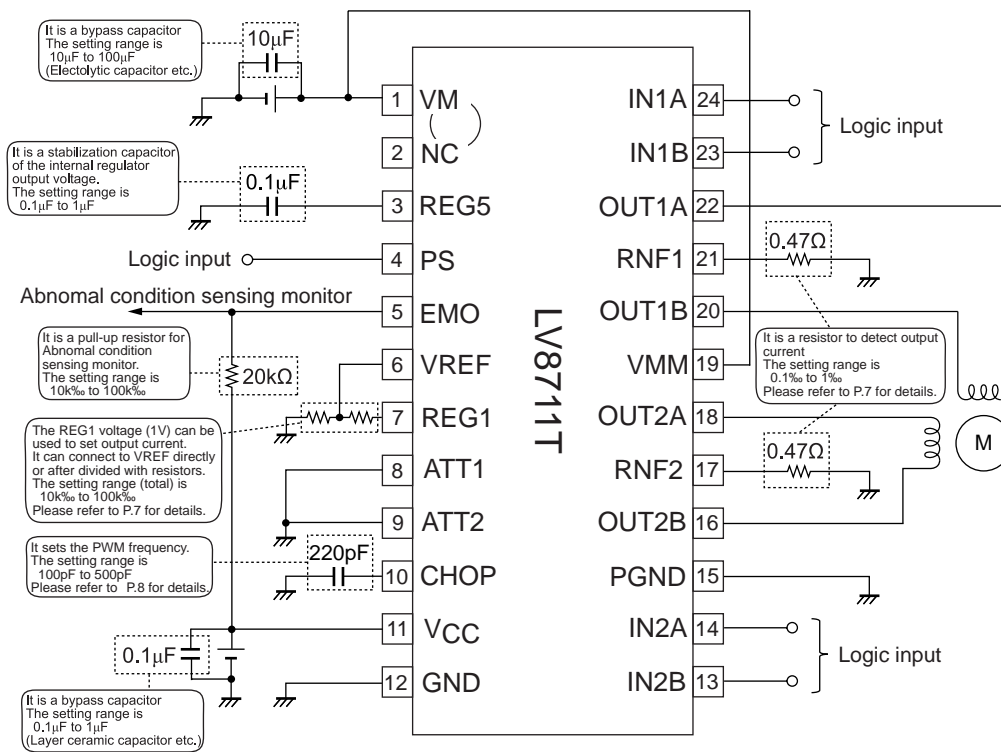 It is a bypass capacitor
The setting range is
10μF to 100μF
(Electolytic capacitor etc.)
10μF
It is a stabilization capacitor
of the internal regulator
output voltage.
The setting range is
0.1μF to 1μF
0.1μF
Logic input
Abnomal condition sensing monitor
It is a pull-up resistor for
Abnomal condition
sensing monitor.
The setting range is
10k‰ to 100k‰
20kΩ
The REG1 voltage (1V) can be
used to set output current.
It can connect to VREF directly
or after divided with resistors.
The setting range (total) is
10k‰ to 100k‰
Please refer to P.7 for details.
It sets the PWM frequency.
The setting range is
100pF to 500pF
Please refer to P.8 for details.
220pF
0.1μF
It is a bypass capacitor
The setting range is
0.1μF to 1μF
(Layer ceramic capacitor etc.)
1 VM
2 NC
3 REG5
4 PS
5 EMO
6 VREF
7 REG1
8 ATT1
9 ATT2
10 CHOP
11 VCC
12 GND
LV8711T
IN1A 24
IN1B 23
OUT1A 22
RNF1 21
OUT1B 20
VMM 19
OUT2A 18
RNF2 17
OUT2B 16
PGND 15
IN2A 14
IN2B 13
Logic input
0.47Ω
It is a resistor to detect output
current
The setting range is
0.1‰ to 1‰
Please refer to P.7 for details.
0.47Ω
M
Logic input